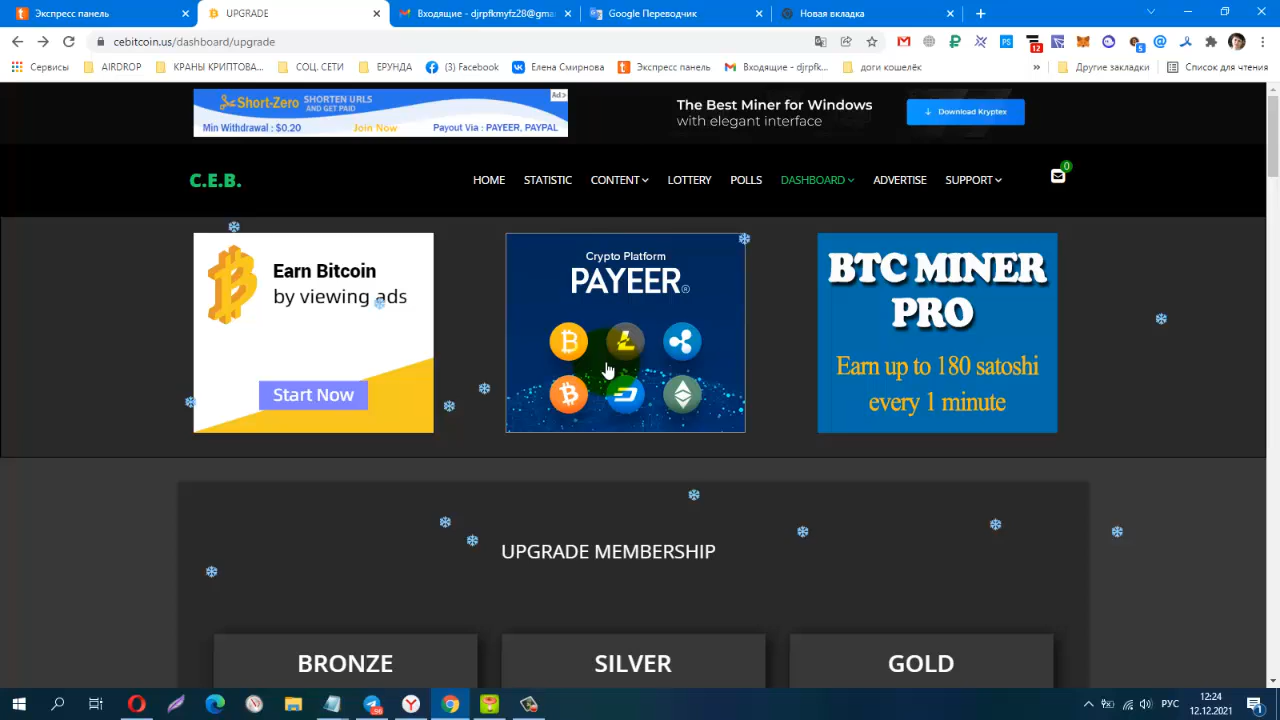 Экспресс панель
UPGRADE
Входящие - djrpfkmyfz28@gma
Google Переводчик
Новая вкладка
cebitcoin.us/dashboard/upgrade
12
5
Сервисы
AIRDROP
КРАНЫ КРИПТОВА...
СОЦ. СЕТИ
ЕРУНДА
(3) Facebook
Елена Смирнова
Экспресс панель
Входящие - djrpfk...
доги кошелёк
»
Другие закладки
Список для чтения
Short-Zero SHORTEN URLS
AND GET PAID
Ad>
Min Withdrawal : $0.20 Join Now Payout Via : PAYEER, PAYPAL
The Best Miner for Windows
with elegant interface
Download Kryptex
C.E.B.
HOME STATISTIC CONTENT LOTTERY POLLS DASHBOARD ADVERTISE SUPPORT
0
Earn Bitcoin
by viewing ads
Start Now
Crypto Platform
PAYEER®
BTC MINER
PRO
Earn up to 180 satoshi
every 1 minute
UPGRADE MEMBERSHIP
BRONZE
SILVER
GOLD
РУС
12:24
12.12.2021